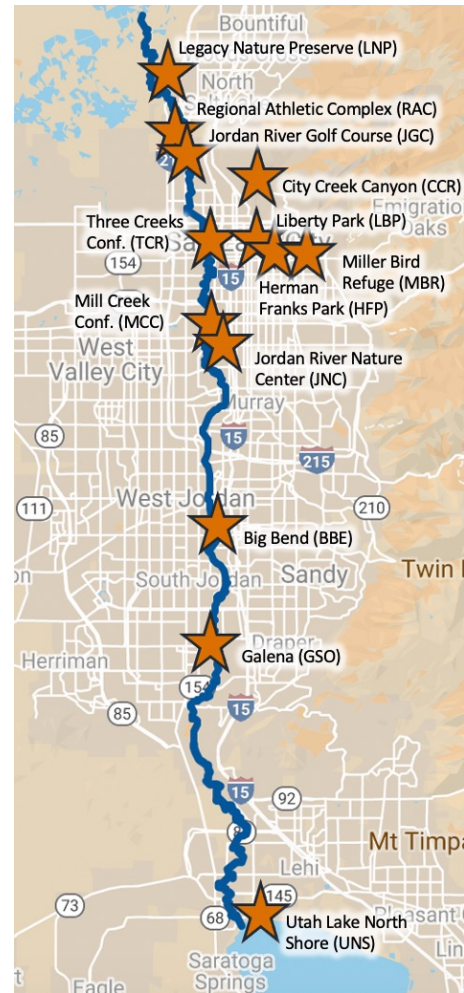 Bountiful
Legacy Nature Preserve (LNP)
North
Regional Athletic Complex (RAC)
Jordan River Golf Course (JGC)
2
City Creek Canyon (CCR)
Emigratio
Oaks
Three Creeks
Conf. (TCR)
Liberty Park (LBP)
154
15
Miller Bird
Refuge (MBR)
Herman
Franks Park (HFP)
Mill Creek
Conf. (MCC)
West
Valley City
Jordan River Nature
Center (JNC)
Murray
85
15
215
111
West Jordan
210
Big Bend (BBE)
Twin
South Jordan
Sandy
Draper
Galena (GSO)
Herriman
154
15
85
15
92
Mt Timpa
Lehi
145
73
68
Pleasant
Utah Lake North
Shore (UNS)
Lin
Saratoga
Springs
Eagle